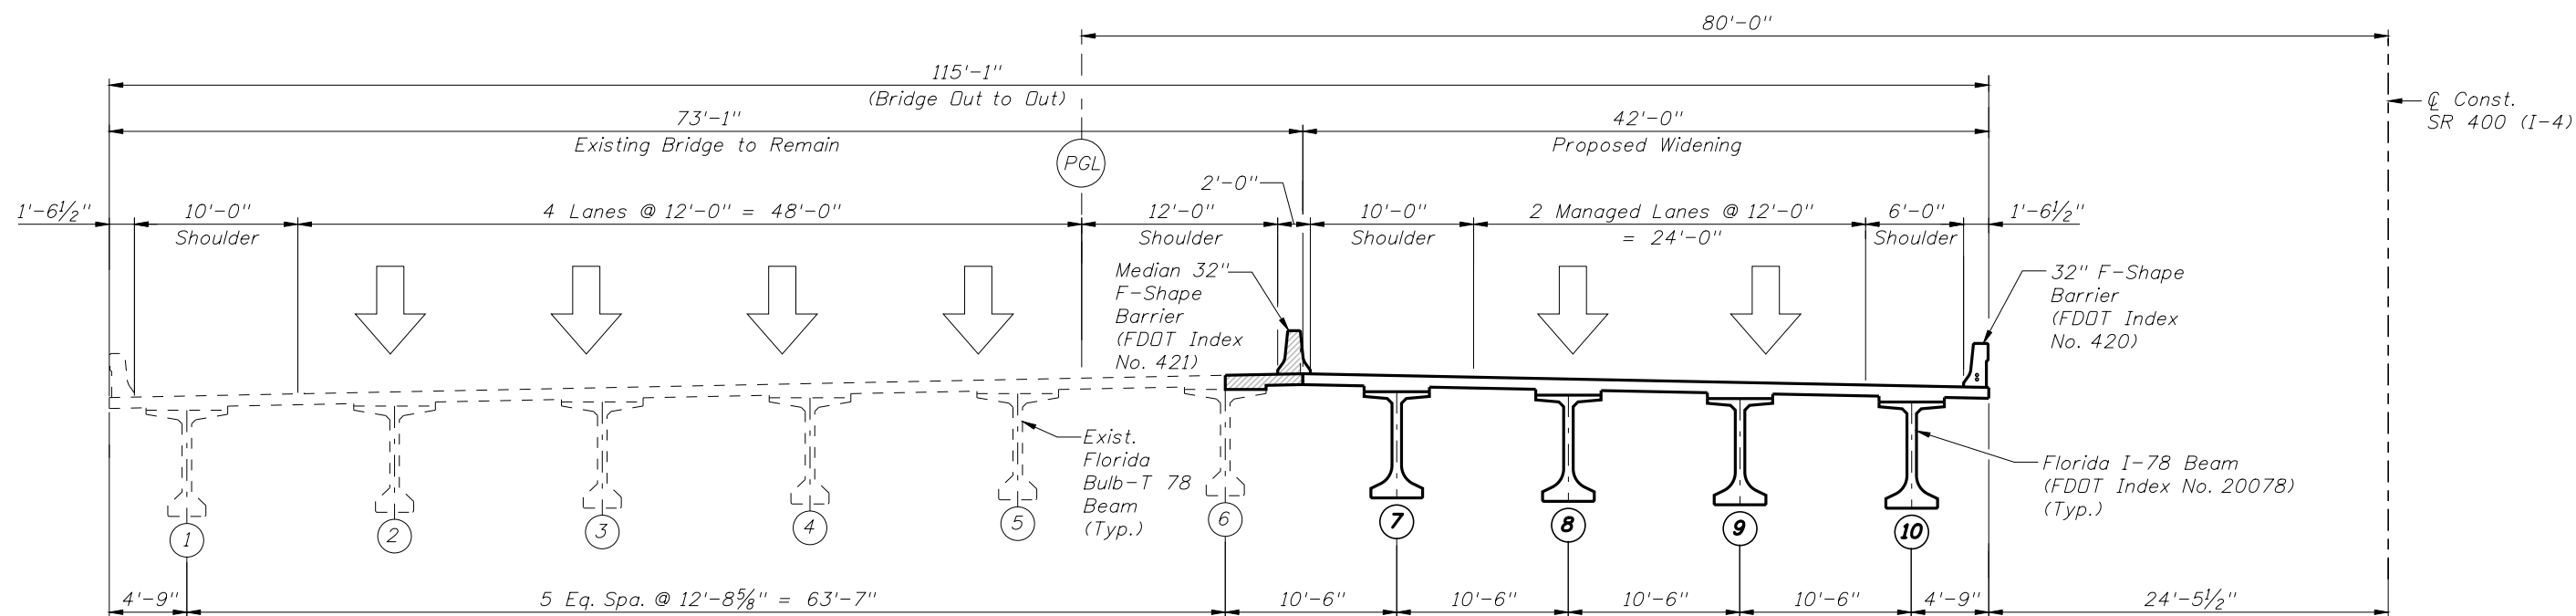 80'-0"
115'-1"
(Bridge Out to Out)
℄ Const.
SR 400 (I-4)
73'-1"
Existing Bridge to Remain
42'-0"
Proposed Widening
PGL
2'-0"
1'-6½"
10'-0"
Shoulder
4 Lanes @ 12'-0" = 48'-0"
12'-0"
Shoulder
10'-0"
Shoulder
2 Managed Lanes @ 12'-0"
= 24'-0"
6'-0"
Shoulder
1'-6½"
Median 32"
F-Shape
Barrier
(FDOT Index
No. 421)
32" F-Shape
Barrier
(FDOT Index
No. 420)
Exist.
Florida
Bulb-T 78
Beam
(Typ.)
Florida I-78 Beam
(FDOT Index No. 20078)
(Typ.)
1
2
3
4
5
6
7
8
9
10
4'-9"
5 Eq. Spa. @ 12'-8⅝" = 63'-7"
10'-6"
10'-6"
10'-6"
10'-6"
4'-9"
24'-5½"